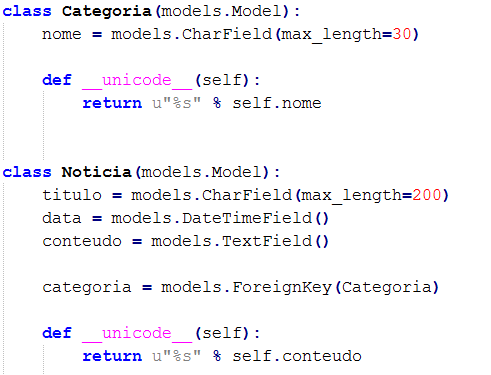 class Categoria(models.Model):
    nome = models.CharField(max_length=30)

    def __unicode__(self):
        return u"%s" % self.nome


class Noticia(models.Model):
    titulo = models.CharField(max_length=200)
    data = models.DateTimeField()
    conteudo = models.TextField()

    categoria = models.ForeignKey(Categoria)

    def __unicode__(self):
        return u"%s" % self.conteudo